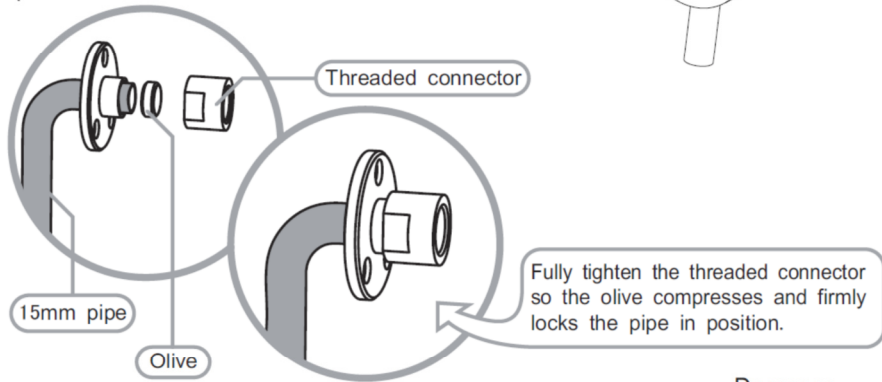 Threaded connector
Fully tighten the threaded connector
so the olive compresses and firmly
locks the pipe in position.
15mm pipe
Olive